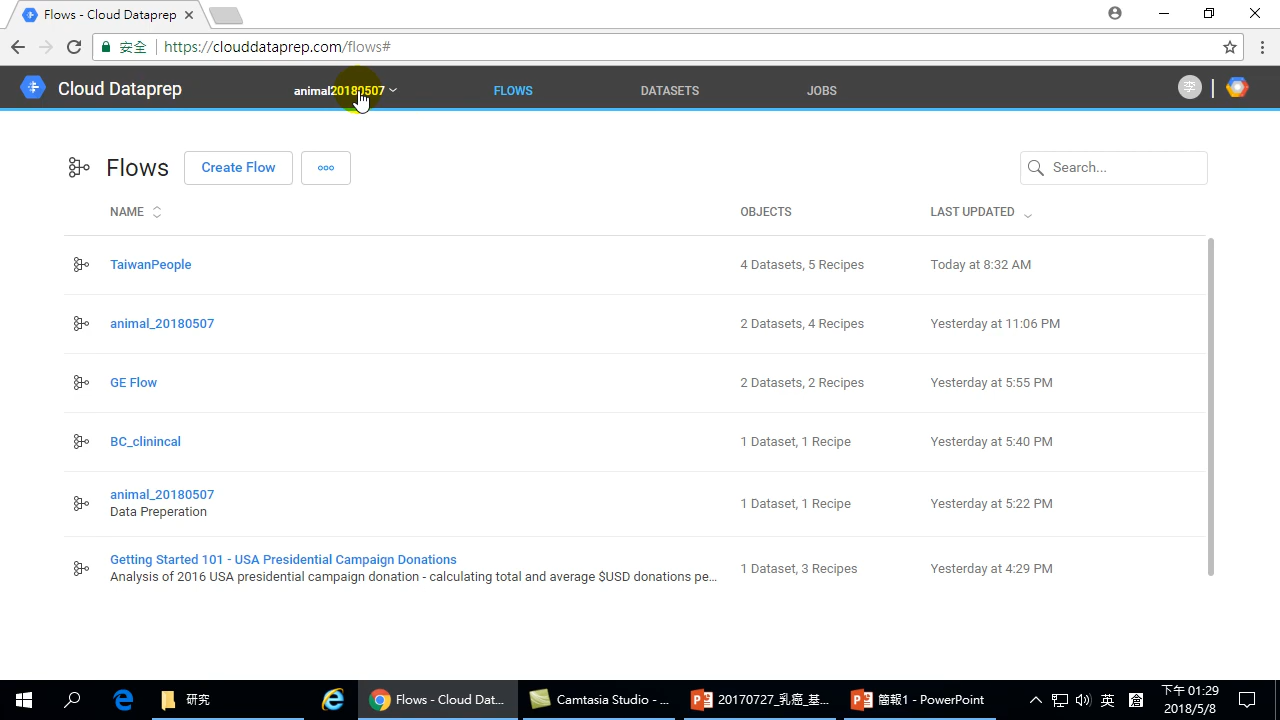 Flows - Cloud Dataprep
安全
https://clouddataprep.com/flows#
Cloud Dataprep
animal20180507
FLOWS
DATASETS
JOBS
李
Flows
Create Flow
Search...
NAME
OBJECTS
LAST UPDATED
TaiwanPeople
4 Datasets, 5 Recipes
Today at 8:32 AM
animal_20180507
2 Datasets, 4 Recipes
Yesterday at 11:06 PM
GE Flow
2 Datasets, 2 Recipes
Yesterday at 5:55 PM
BC_clinincal
1 Dataset, 1 Recipe
Yesterday at 5:40 PM
animal_20180507
Data Preperation
1 Dataset, 1 Recipe
Yesterday at 5:22 PM
Getting Started 101 - USA Presidential Campaign Donations
Analysis of 2016 USA presidential campaign donation - calculating total and average $USD donations pe...
1 Dataset, 3 Recipes
Yesterday at 4:29 PM
研究
Flows - Cloud Dat...
Camtasia Studio - ...
20170727_乳癌_基...
簡報1 - PowerPoint
英
倉
下午 01:29
2018/5/8